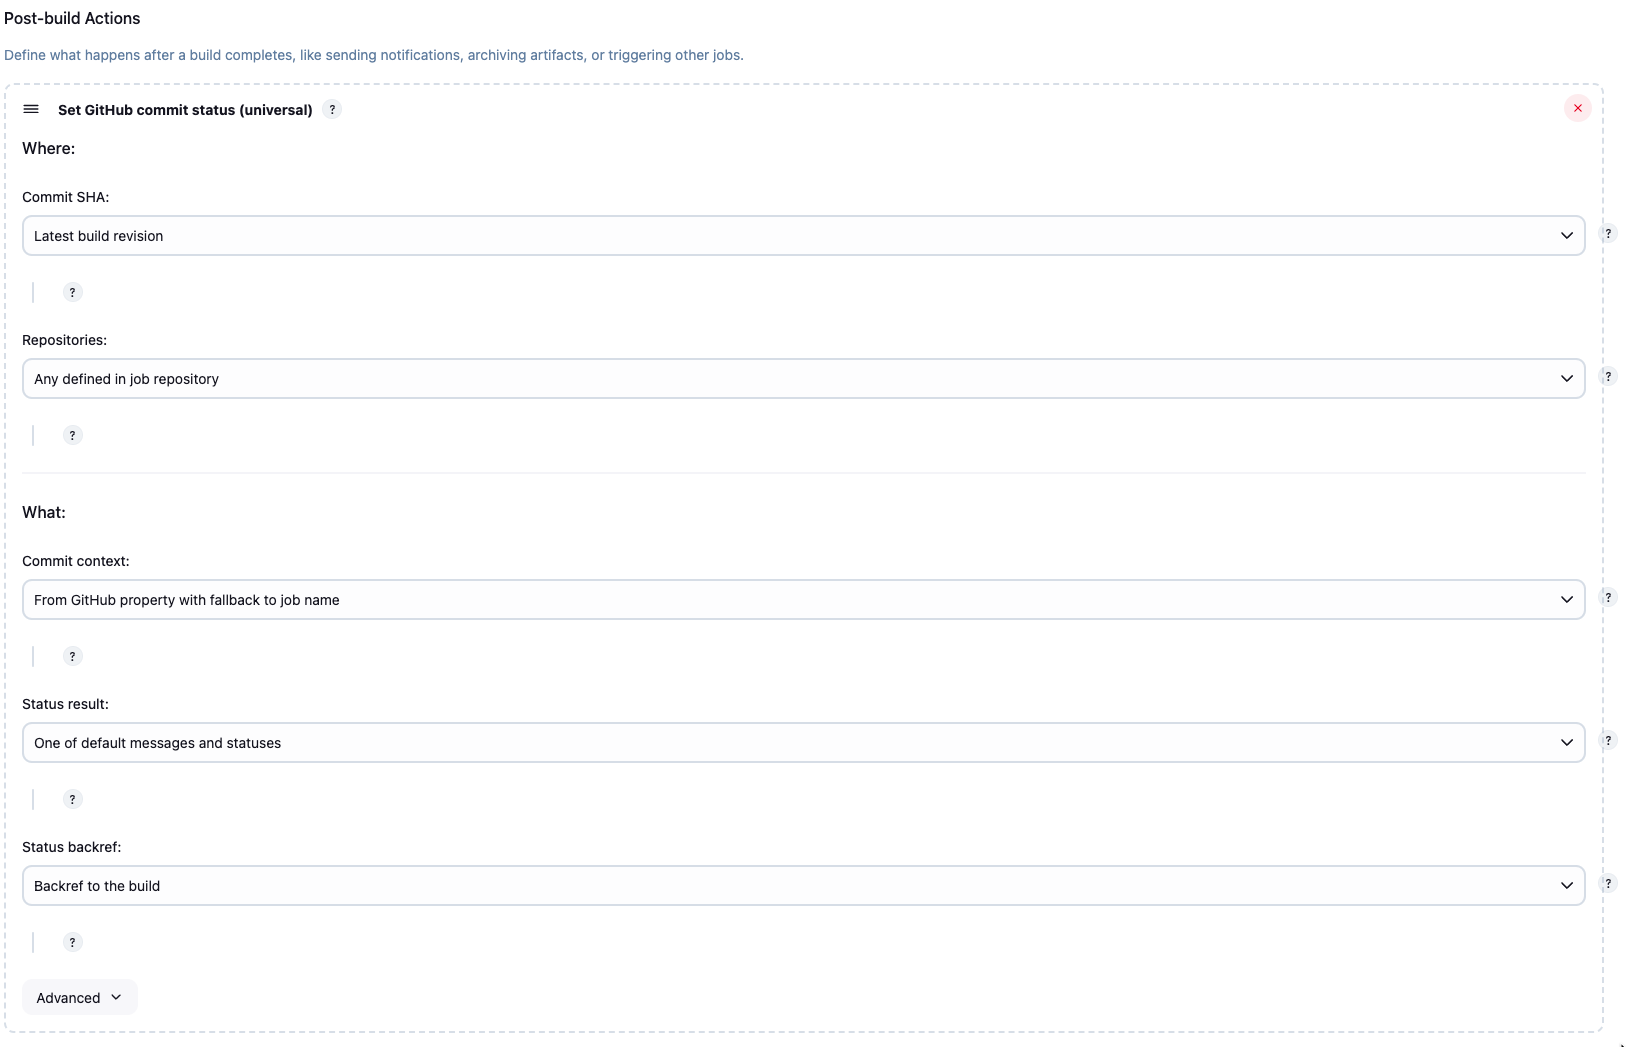 Post-build Actions
Define what happens after a build completes, like sending notifications, archiving artifacts, or triggering other jobs.
Set GitHub commit status (universal) ?
Where:
Commit SHA:
Latest build revision
?
?
Repositories:
Any defined in job repository
?
?
What:
Commit context:
From GitHub property with fallback to job name
?
?
Status result:
One of default messages and statuses
?
?
Status backref:
Backref to the build
?
?
Advanced